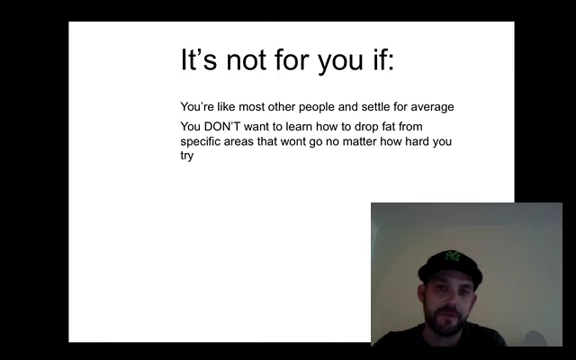 It's not for you if:
You're like most other people and settle for average
You DON'T want to learn how to drop fat from
specific areas that wont go no matter how hard you
try